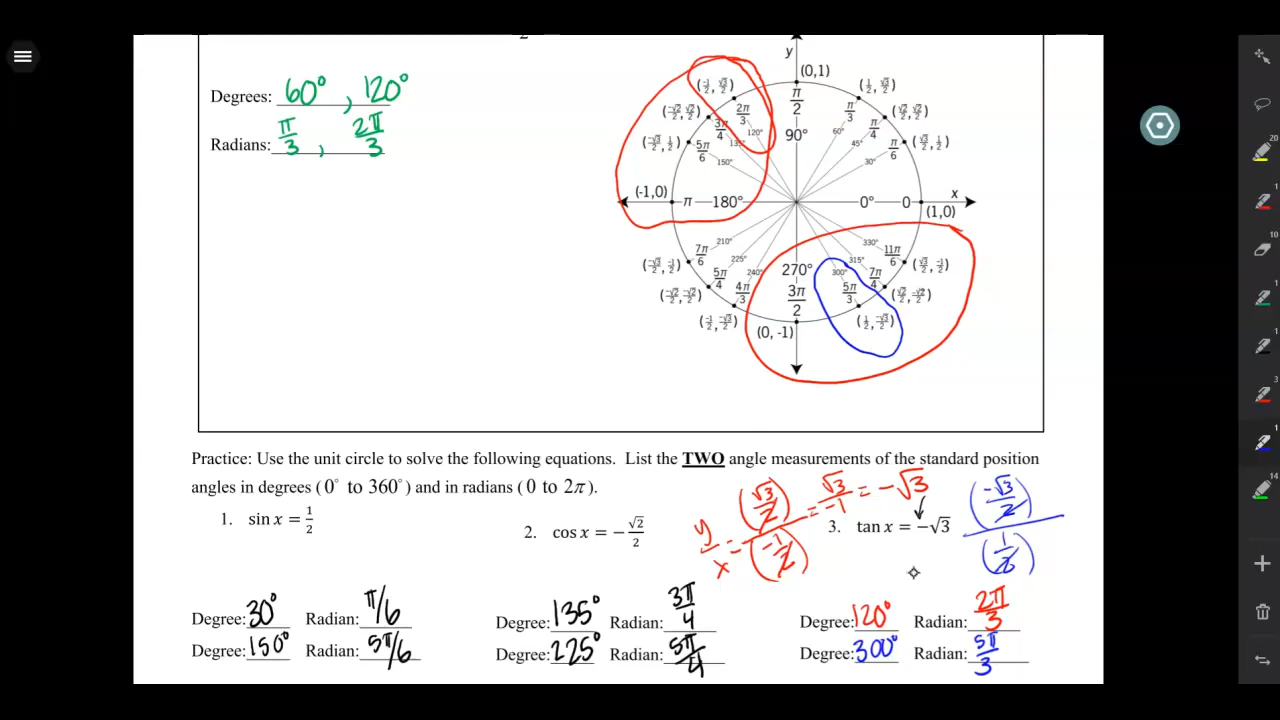 2
Degrees: 60° , 120°
Radians: π/3 , 2π/3
y
(0,1)
(-1/2, √3/2)
(1/2, √3/2)
(-√2/2, √2/2)
2π/3
π/2
π/3
(√2/2, √2/2)
3π/4
120°
90°
60°
π/4
(-√3/2, 1/2)
5π/6
135°
45°
π/6
(√3/2, 1/2)
150°
30°
(-1,0)
π
180°
0°
0
x
(1,0)
210°
330°
7π/6
225°
315°
11π/6
(-√3/2, -1/2)
240°
270°
300°
(√3/2, -1/2)
5π/4
4π/3
3π/2
5π/3
7π/4
(-√2/2, -√2/2)
(√2/2, -√2/2)
(-1/2, -√3/2)
(0, -1)
(1/2, -√3/2)
Practice: Use the unit circle to solve the following equations. List the TWO angle measurements of the standard position
angles in degrees (0° to 360°) and in radians (0 to 2π).
1. sin x = 1/2
2. cos x = −√2/2
y/x = (√3/2)/(-1/2) = √3/-1 = -√3
3. tan x = −√3
(-√3/2)/(1/2)
Degree: 30° Radian: π/6
Degree: 150° Radian: 5π/6
Degree: 135° Radian: 3π/4
Degree: 225° Radian: 5π/4
Degree: 120° Radian: 2π/3
Degree: 300° Radian: 5π/3
20
1
10
1
1
3
1
14